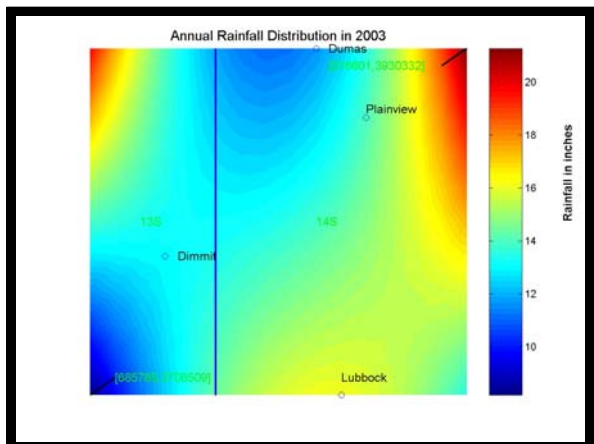 Annual Rainfall Distribution in 2003
Dumas
3930332]
Plainview
13S
14S
Dimmit
Lubbock
20
18
16
14
12
10
Rainfall in inches